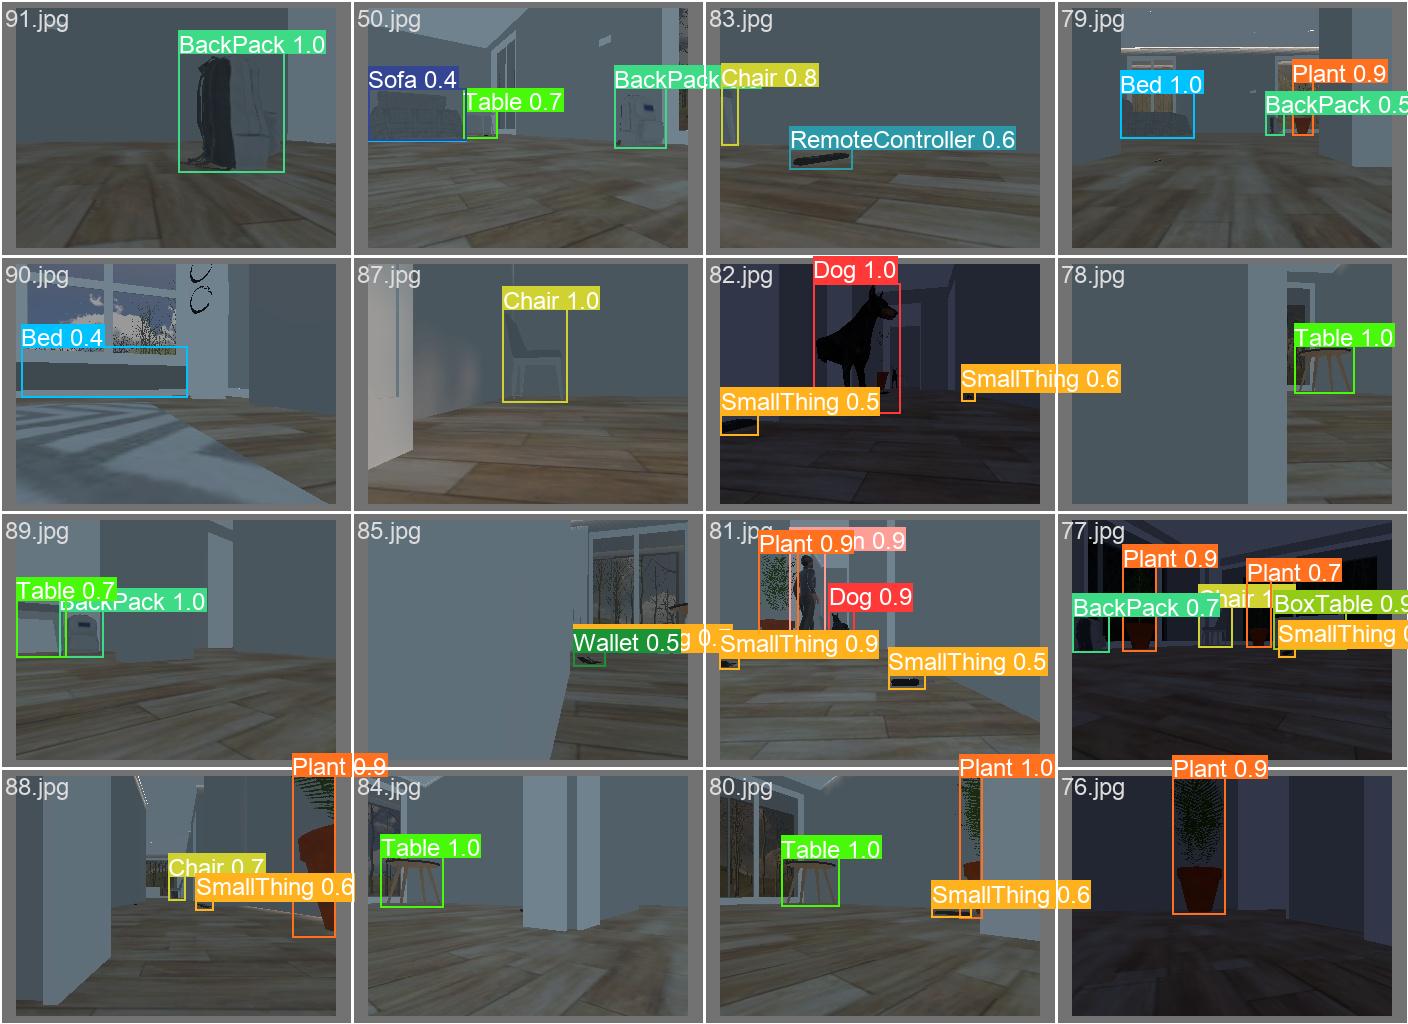 91.jpg
BackPack 1.0
50.jpg
Sofa 0.4
Table 0.7
BackPack
83.jpg
Chair 0.8
RemoteController 0.6
79.jpg
Bed 1.0
Plant 0.9
BackPack 0.5
90.jpg
Bed 0.4
87.jpg
Chair 1.0
82.jpg
Dog 1.0
SmallThing 0.5
SmallThing 0.6
78.jpg
Table 1.0
89.jpg
Table 0.7
BackPack 1.0
85.jpg
Wallet 0.5
81.jpg
Plant 0.9
n 0.9
Dog 0.9
SmallThing 0.9
SmallThing 0.5
77.jpg
Plant 0.9
Plant 0.7
BackPack 0.7
Chair 1
BoxTable 0.9
SmallThing
88.jpg
Plant 0.9
Chair 0.7
SmallThing 0.6
84.jpg
Table 1.0
80.jpg
Plant 1.0
Table 1.0
SmallThing 0.6
76.jpg
Plant 0.9